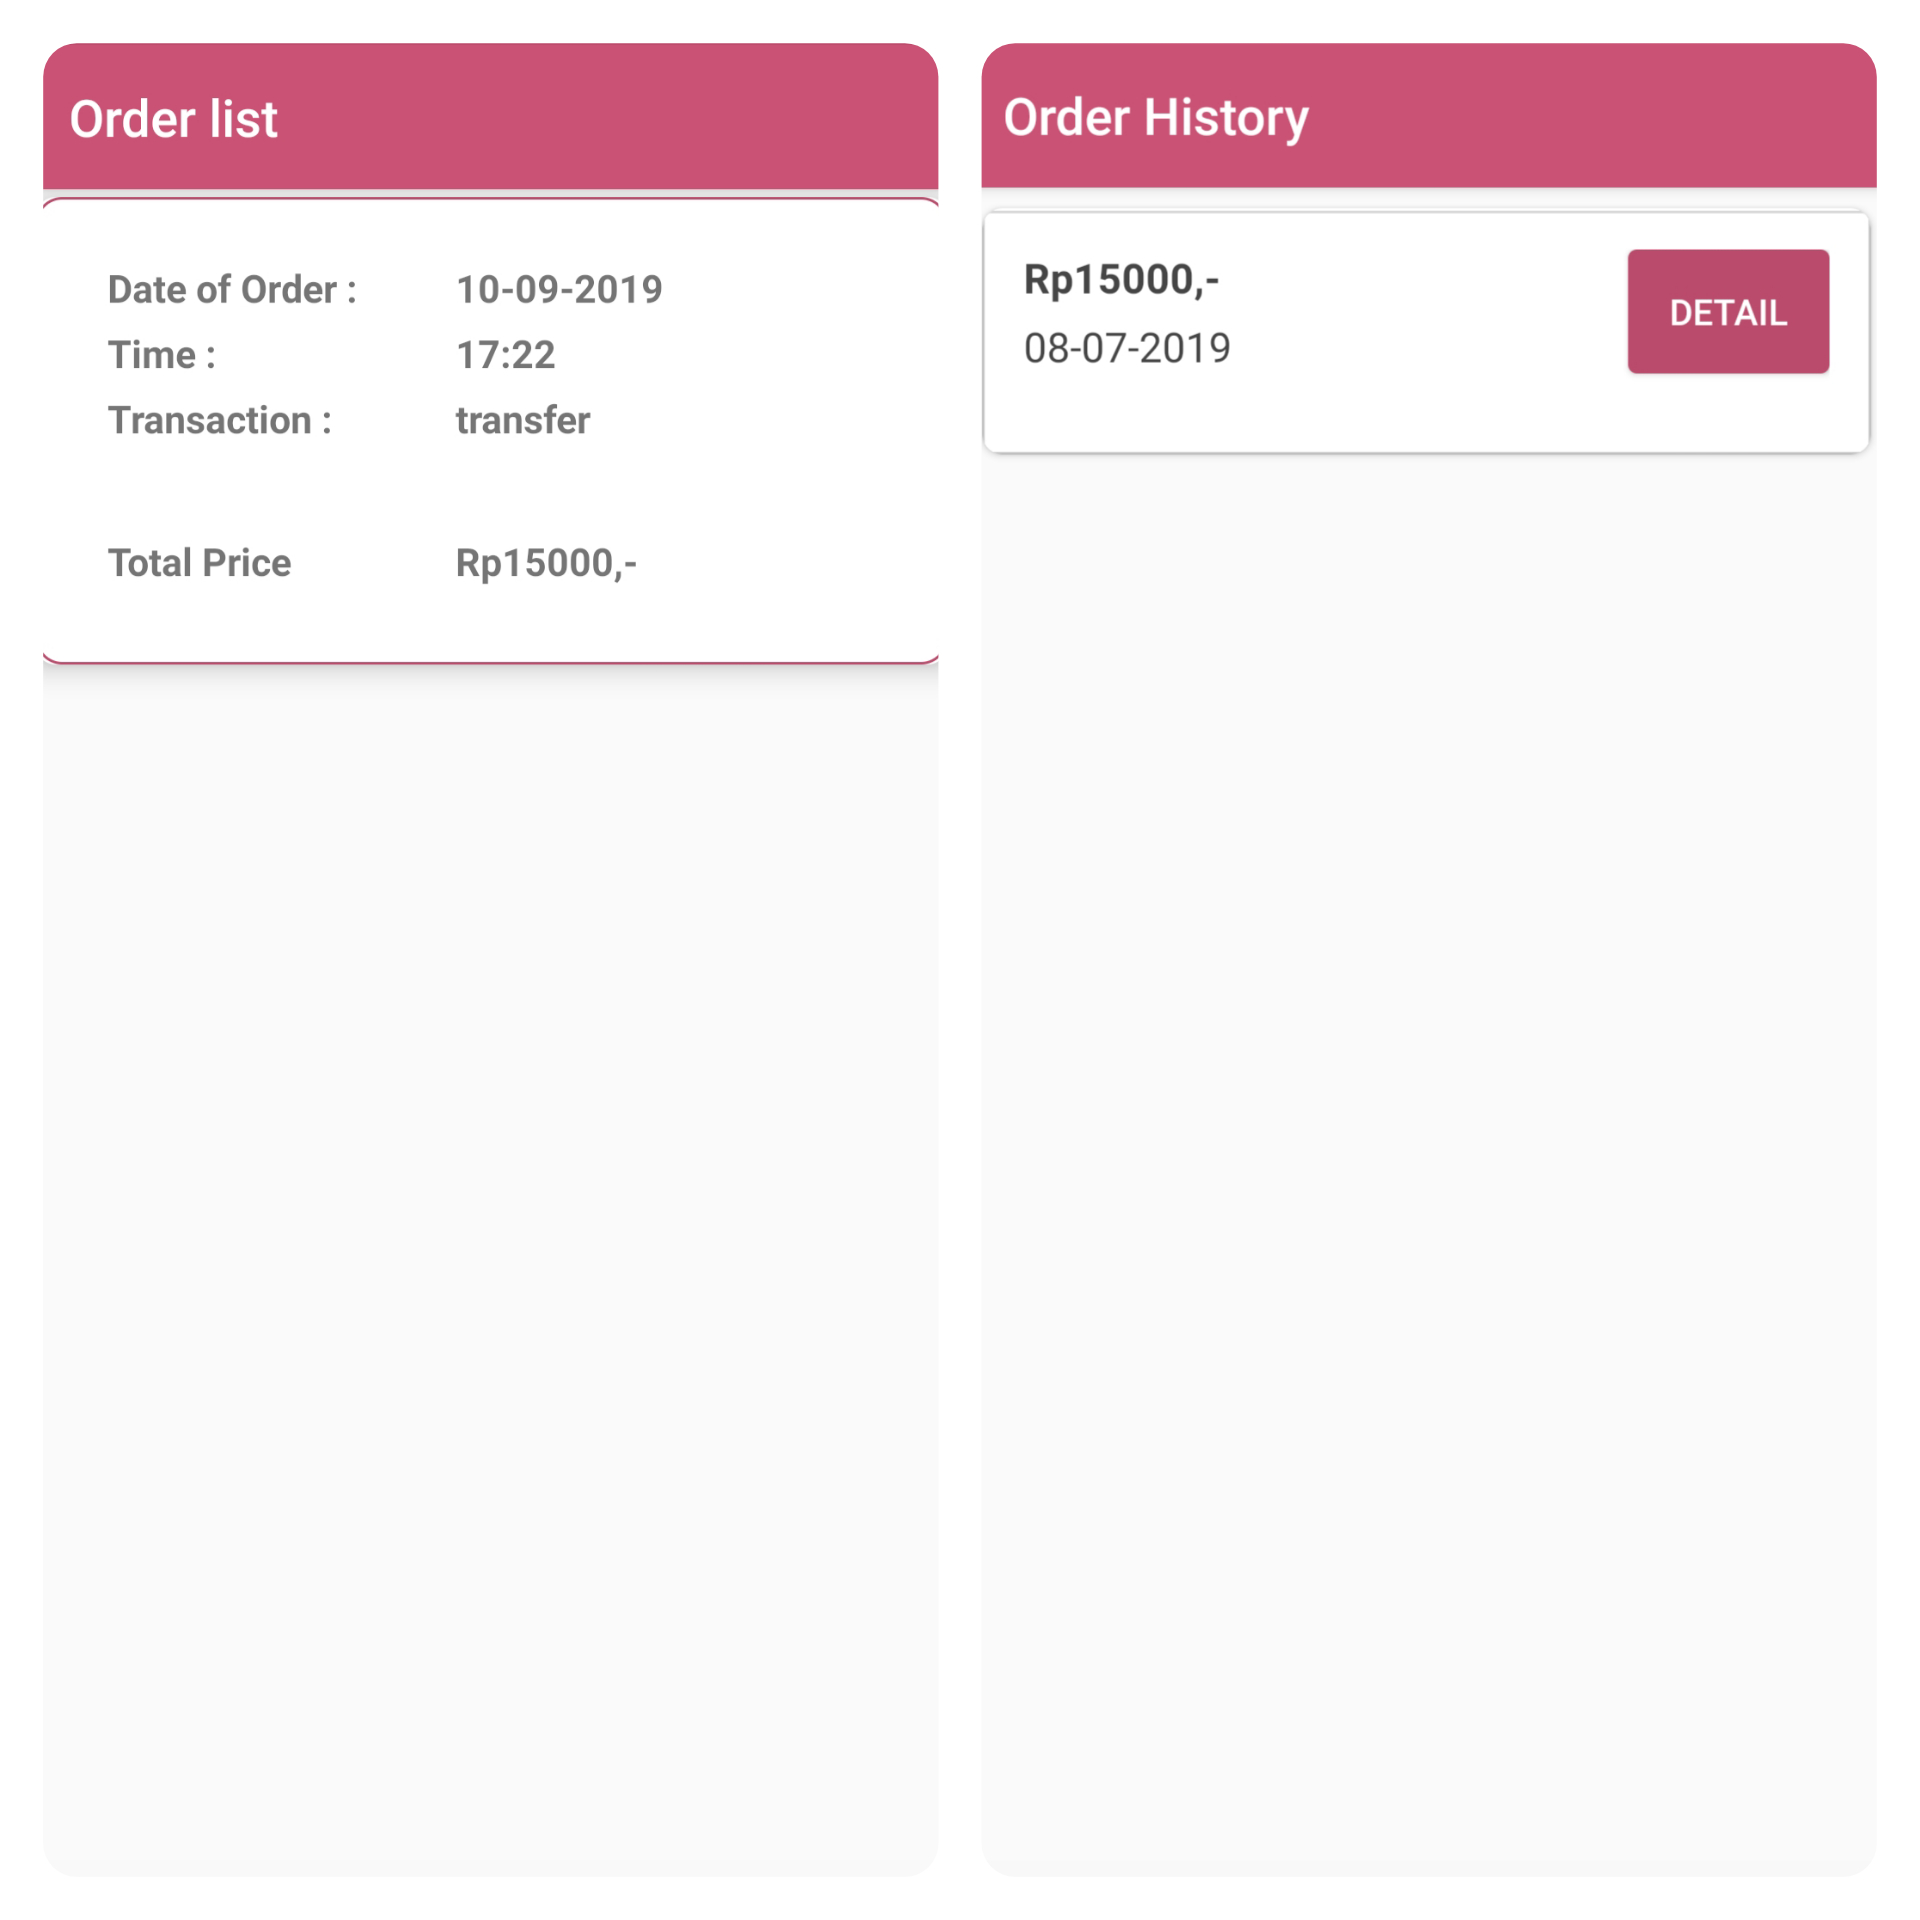 Order list
Date of Order : 10-09-2019
Time : 17:22
Transaction : transfer
Total Price Rp15000,-
Order History
Rp15000,-
08-07-2019
DETAIL